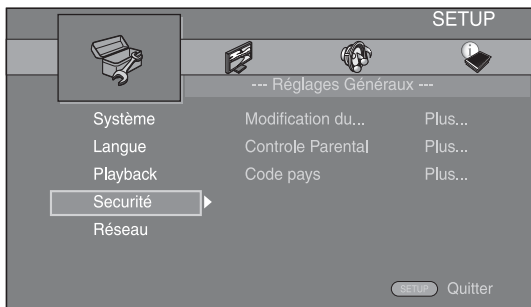 SETUP
--- Réglages Généraux ---
Système Modification du... Plus...
Langue Controle Parental Plus...
Playback Code pays Plus...
Securité
Réseau
SETUP Quitter